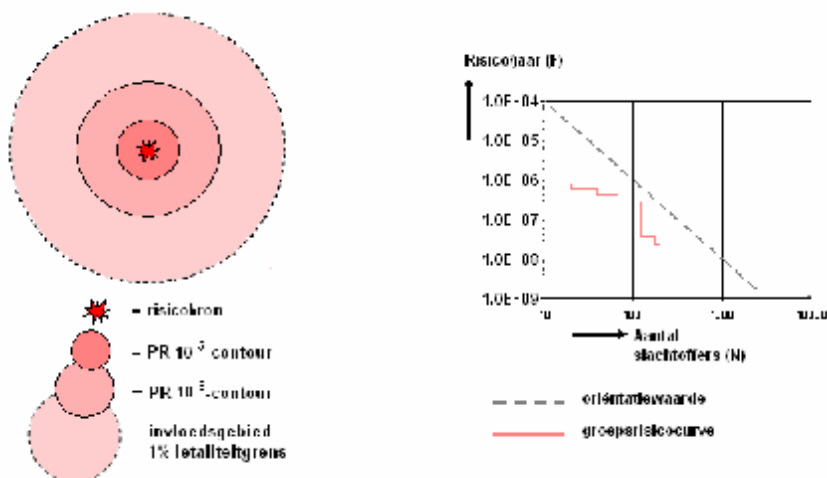 Risico/jaar (F)
1.0E-04
1.0E-05
1.0E-06
1.0E-07
1.0E-08
1.0E-09
10
100
1000
10000
Aantal
slachtoffers (N)
= risicobron
= PR 10-5 contour
= PR 10-6-contour
invloedsgebied
1% letaliteitgrens
oriëntatiewaarde
groepsrisicocurve